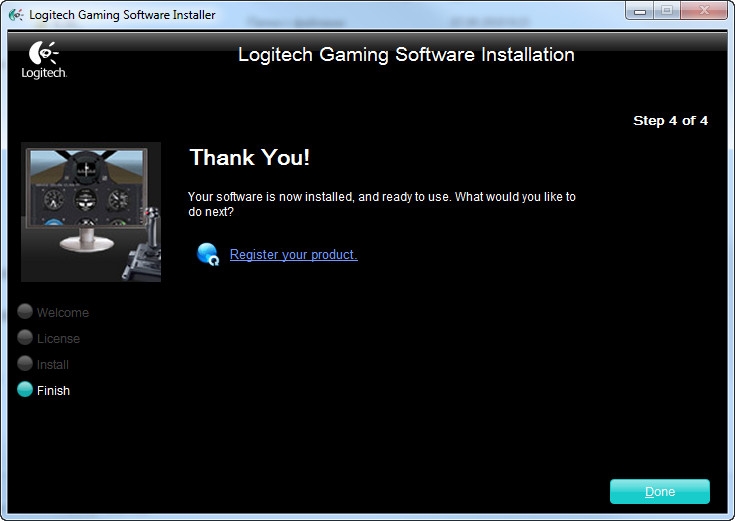 Logitech Gaming Software Installer
Logitech
Logitech Gaming Software Installation
Step 4 of 4
Thank You!
Your software is now installed, and ready to use. What would you like to
do next?
Register your product.
Welcome
License
Install
Finish
Done